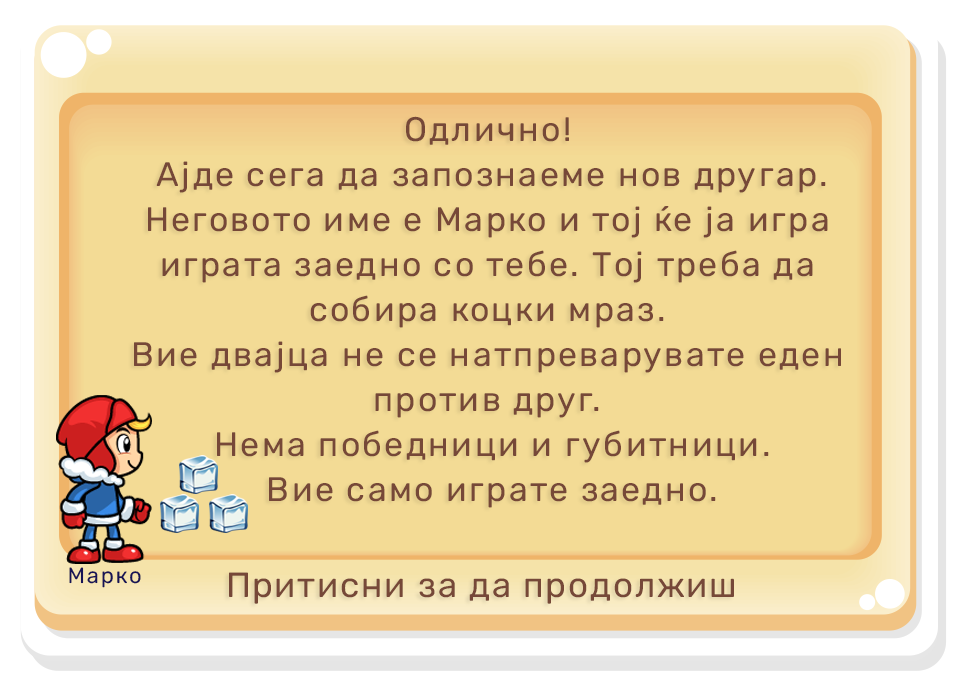 Одлично!
Ајде сега да запознаеме нов другар.
Неговото име е Марко и тој ќе ја игра
играта заедно со тебе. Тој треба да
собира коцки мраз.
Вие двајца не се натпреварувате еден
против друг.
Нема победници и губитници.
Вие само играте заедно.
Марко
Притисни за да продолжиш